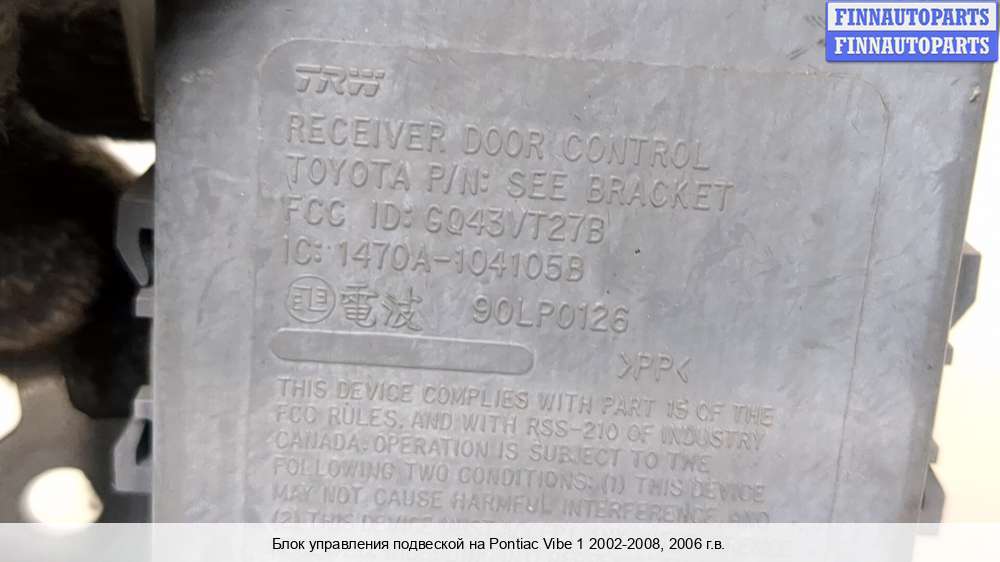 FINNAUTOPARTS
FINNAUTOPARTS
TRW
RECEIVER DOOR CONTROL
TOYOTA P/N: SEE BRACKET
FCC ID: GQ43VT27B
IC: 1470A-104105B
電波 90LP0126
>PP<
THIS DEVICE COMPLIES WITH PART 15 OF THE
FCC RULES, AND WITH RSS-210 OF INDUSTRY
CANADA. OPERATION IS SUBJECT TO THE
FOLLOWING TWO CONDITIONS: (1) THIS DEVICE
MAY NOT CAUSE HARMFUL INTERFERENCE, AND
(2) THIS DEVICE
Блок управления подвеской на Pontiac Vibe 1 2002-2008, 2006 г.в.